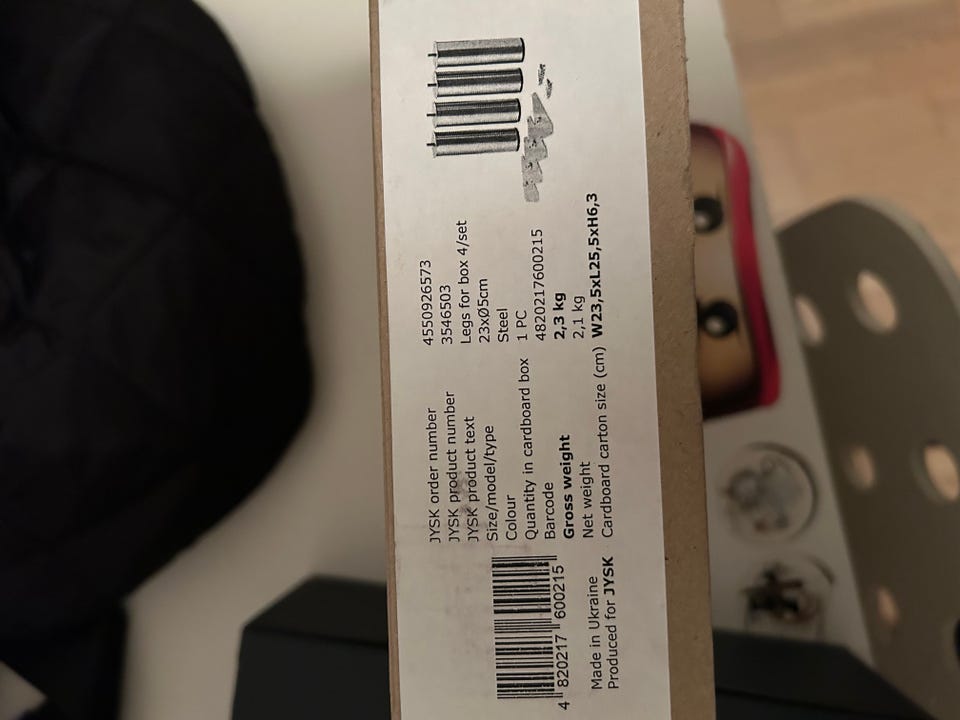 JYSK order number 4550926573
JYSK product number 3546503
JYSK product text Legs for box 4/set
Size/model/type 23xØ5cm
Colour Steel
Quantity in cardboard box 1 PC
Barcode 4820217600215
Gross weight 2,3 kg
Net weight 2,1 kg
Cardboard carton size (cm) W23,5xL25,5xH6,3
4 820217 600215
Made in Ukraine
Produced for JYSK